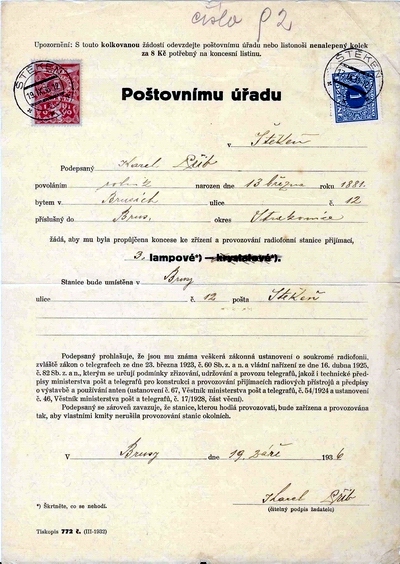 číslo 92
Upozornění: S touto kolkovanou žádostí odevzdejte poštovnímu úřadu nebo listonoši nenalepený kolek
za 8 Kč potřebný na koncesní listinu.
ŠTĚKEŇ
ŠTĚKEŇ
Poštovnímu úřadu
v Štěkeň
Podepsaný Karel
povoláním rolník narozen dne 13 března roku 1881.
bytem v Brusích ulice č. 12
příslušný do Brus. okres Strakonice
žádá, aby mu byla propůjčena koncese ke zřízení a provozování radiofonní stanice přijímací,
3. lampové*) — krystalové*).
Stanice bude umístěna v Brusy
ulice č. 12 pošta Štěkeň
Podepsaný prohlašuje, že jsou mu známa veškerá zákonná ustanovení o soukromé radiofonii,
zvláště zákon o telegrafech ze dne 23. března 1923, č. 60 Sb. z. a n. a vládní nařízení ze dne 16. dubna 1925,
č. 82 Sb. z. a n., kterým se určují podmínky zřizování, udržování a provozu telegrafů, jakož i technické před-
pisy ministerstva pošt a telegrafů pro konstrukci a provozování přijímacích radiových přístrojů a předpisy
o výstavbě a používání anten (ustanovení č. 67, Věstník ministerstva pošt a telegrafů, č. 54/1924 a ustanovení
č. 46, Věstník ministerstva pošt a telegrafů, č. 17/1928, část věcní).
Podepsaný se zároveň zavazuje, že stanice, kterou hodlá provozovati, bude zařízena a provozována
tak, aby vlastními kmity nerušila provozování stanic okolních.
V Brusy dne 19. září 1936
Karel
*) Škrtněte, co se nehodí.
(čitelný podpis žadatele)
Tiskopis 772 č. (III-1932)